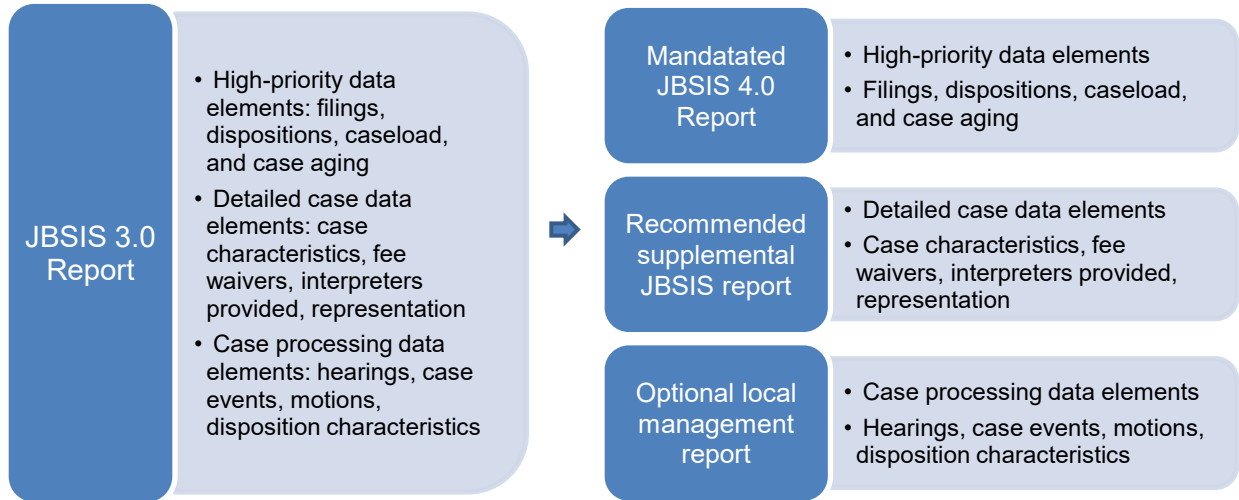 JBSIS 3.0
Report
• High-priority data
elements: filings,
dispositions, caseload,
and case aging
• Detailed case data
elements: case
characteristics, fee
waivers, interpreters
provided, representation
• Case processing data
elements: hearings, case
events, motions,
disposition characteristics
Mandatated
JBSIS 4.0
Report
• High-priority data elements
• Filings, dispositions, caseload,
and case aging
Recommended
supplemental
JBSIS report
• Detailed case data elements
• Case characteristics, fee
waivers, interpreters provided,
representation
Optional local
management
report
• Case processing data elements
• Hearings, case events, motions,
disposition characteristics